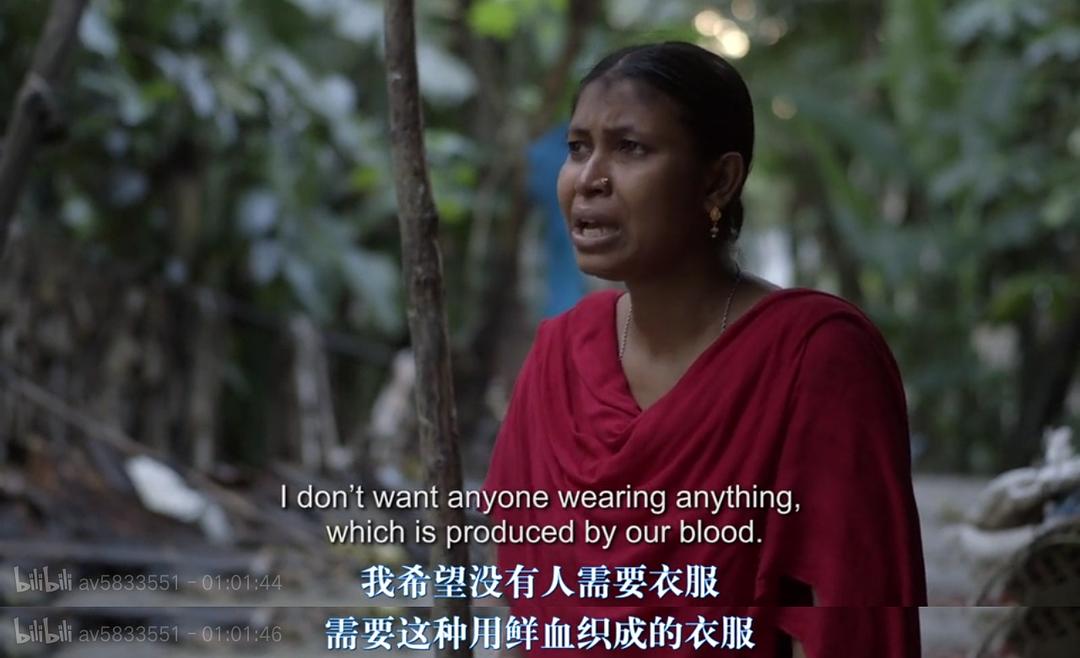 I don't want anyone wearing anything,
which is produced by our blood.
我希望没有人需要衣服
bilibili av5833551 - 01:01:44
需要这种用鲜血织成的衣服
bilibili av5833551 - 01:01:46